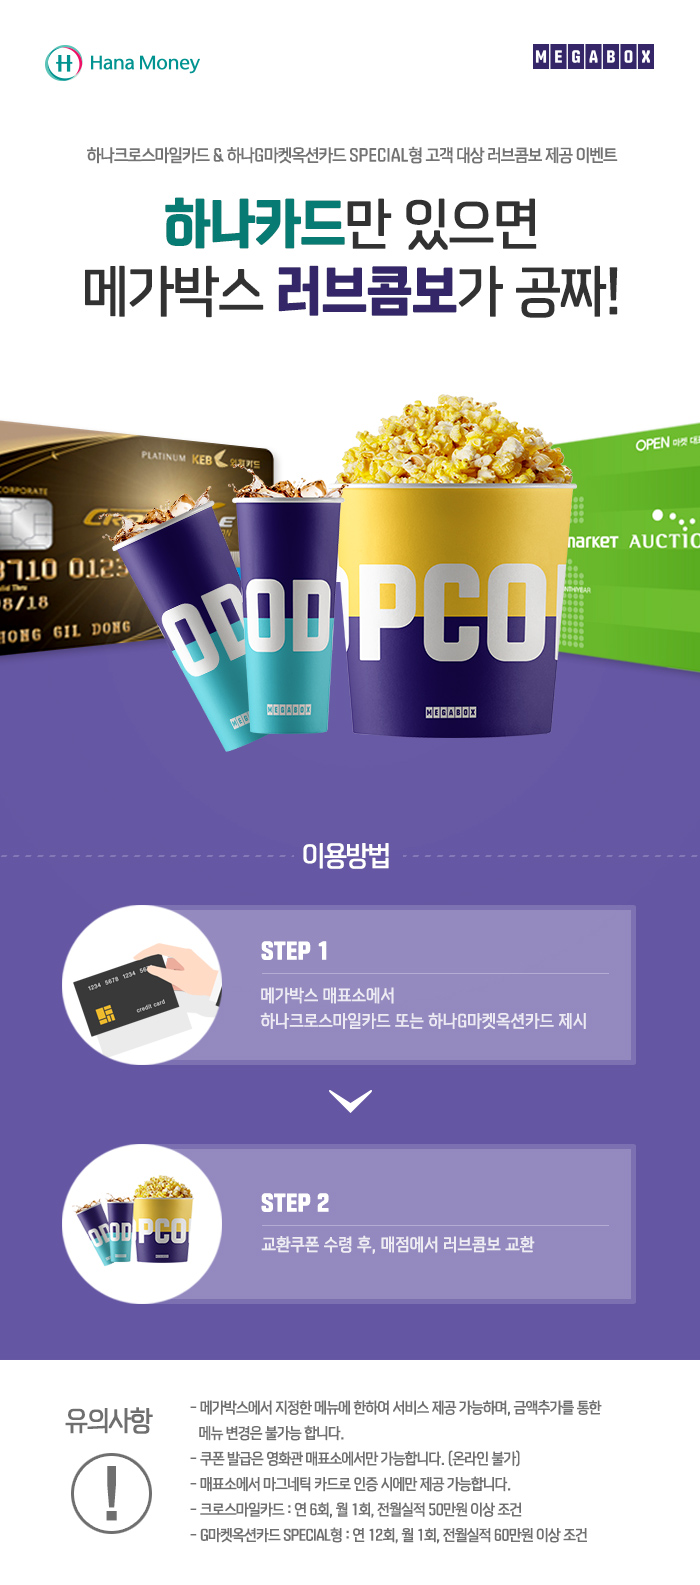 Hana Money
MEGABOX
하나크로스마일카드 & 하나G마켓옥션카드 SPECIAL형 고객 대상 러브콤보 제공 이벤트
하나카드만 있으면
메가박스 러브콤보가 공짜!
PLATINUM KEB 외환카드
CORPORATE
3710 0123
08/18
HONG GIL DONG
OPEN 마켓 대표
market AUCTIO
MONTH/YEAR
OD
OD
PCO
MEGABOX
MEGABOX
이용방법
STEP 1
메가박스 매표소에서
하나크로스마일카드 또는 하나G마켓옥션카드 제시
1234 5678 1234 56
credit card
STEP 2
교환쿠폰 수령 후, 매점에서 러브콤보 교환
OD
OD
PCO
유의사항
!
- 메가박스에서 지정한 메뉴에 한하여 서비스 제공 가능하며, 금액추가를 통한
메뉴 변경은 불가능 합니다.
- 쿠폰 발급은 영화관 매표소에서만 가능합니다. (온라인 불가)
- 매표소에서 마그네틱 카드로 인증 시에만 제공 가능합니다.
- 크로스마일카드 : 연 6회, 월 1회, 전월실적 50만원 이상 조건
- G마켓옥션카드 SPECIAL형 : 연 12회, 월 1회, 전월실적 60만원 이상 조건